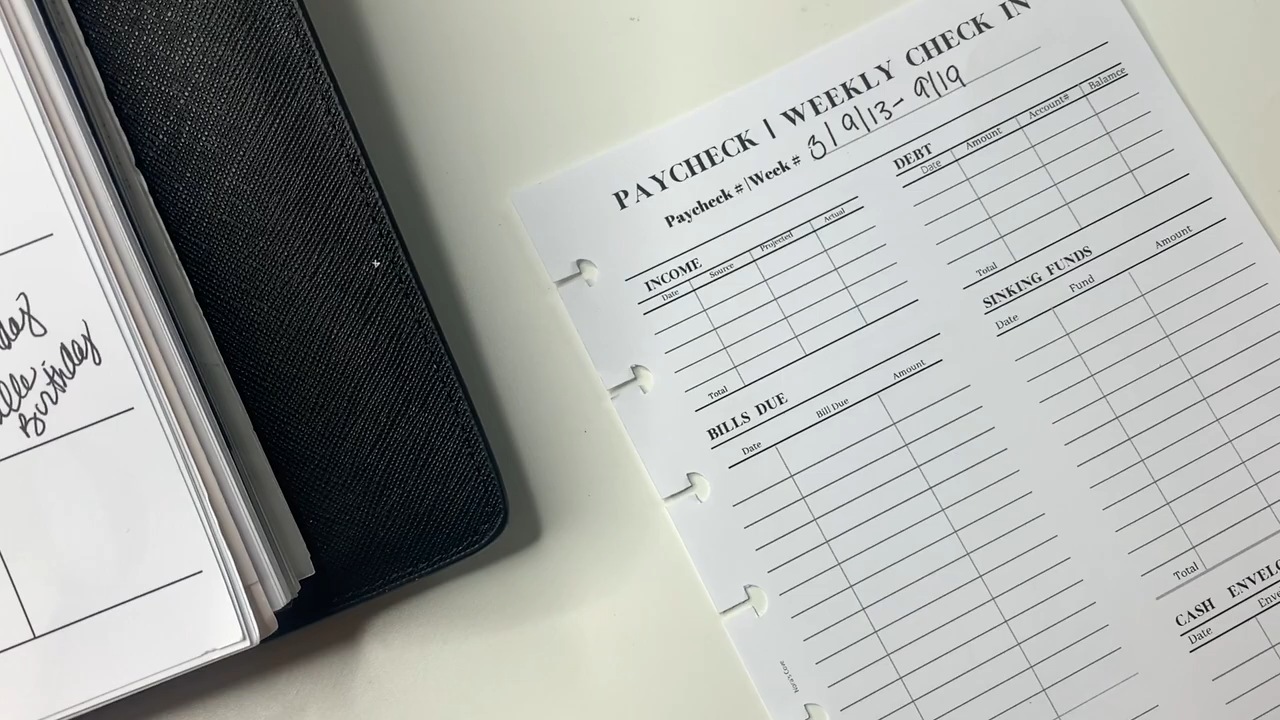 Birthday
PAYCHECK | WEEKLY CHECK IN
Paycheck #/Week # 3/ 9/13- 9/19
INCOME
Date Source Projected Actual
Total
BILLS DUE
Date Bill Due Amount
DEBT
Date Amount Account# Balance
Total
SINKING FUNDS
Date Fund Amount
Total
CASH
Date